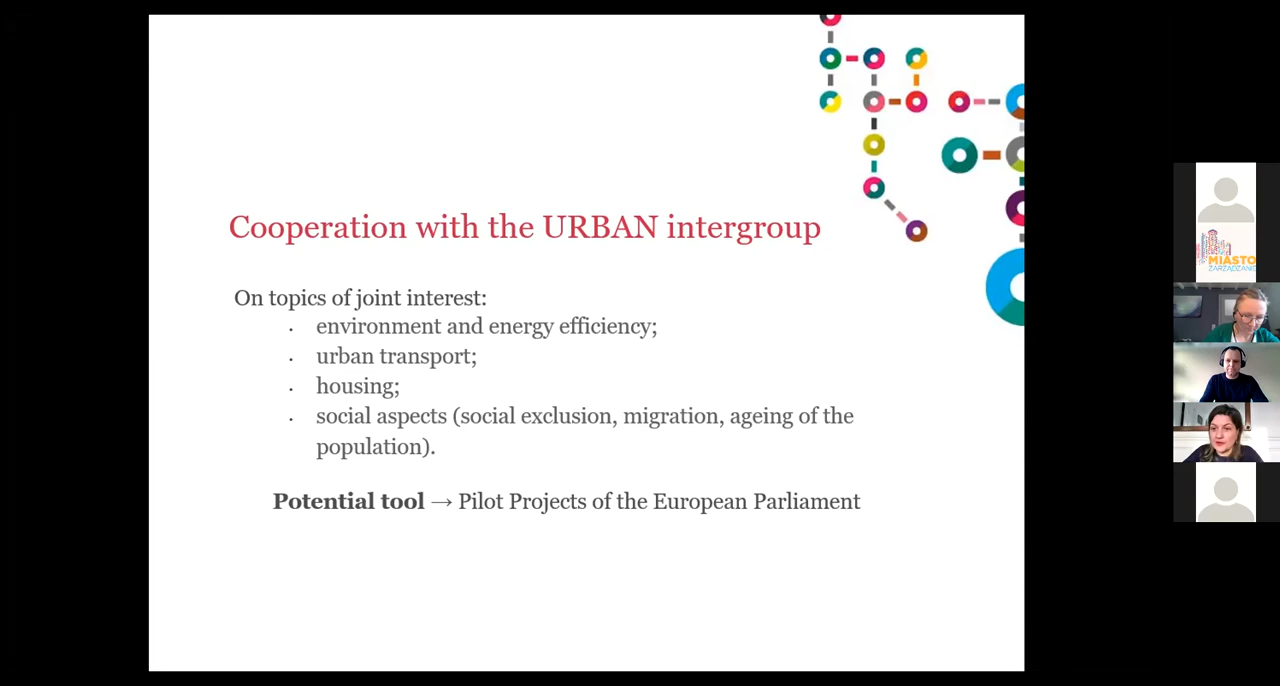 Cooperation with the URBAN intergroup
On topics of joint interest:
· environment and energy efficiency;
· urban transport;
· housing;
· social aspects (social exclusion, migration, ageing of the
population).
Potential tool → Pilot Projects of the European Parliament
MIASTO